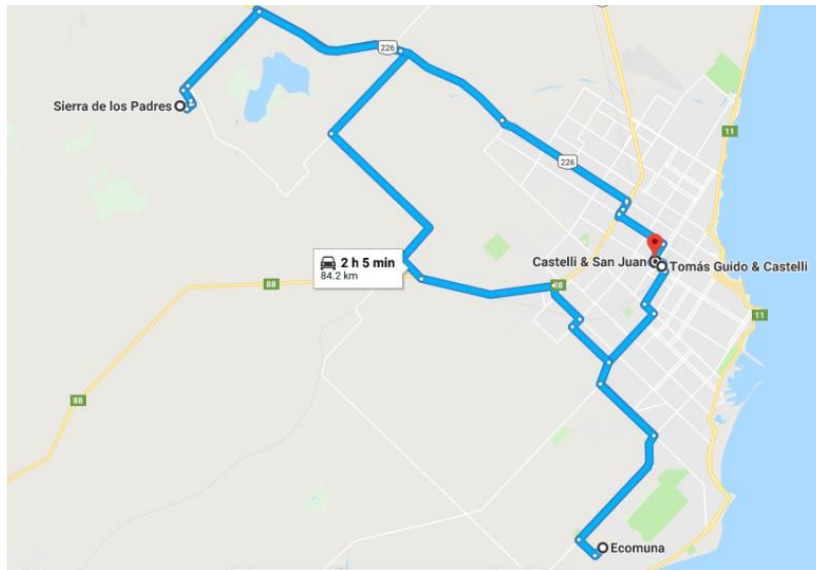 226
Sierra de los Padres
11
226
Castelli & San Juan
Tomás Guido & Castelli
2 h 5 min
84.2 km
88
88
11
88
Ecomuna